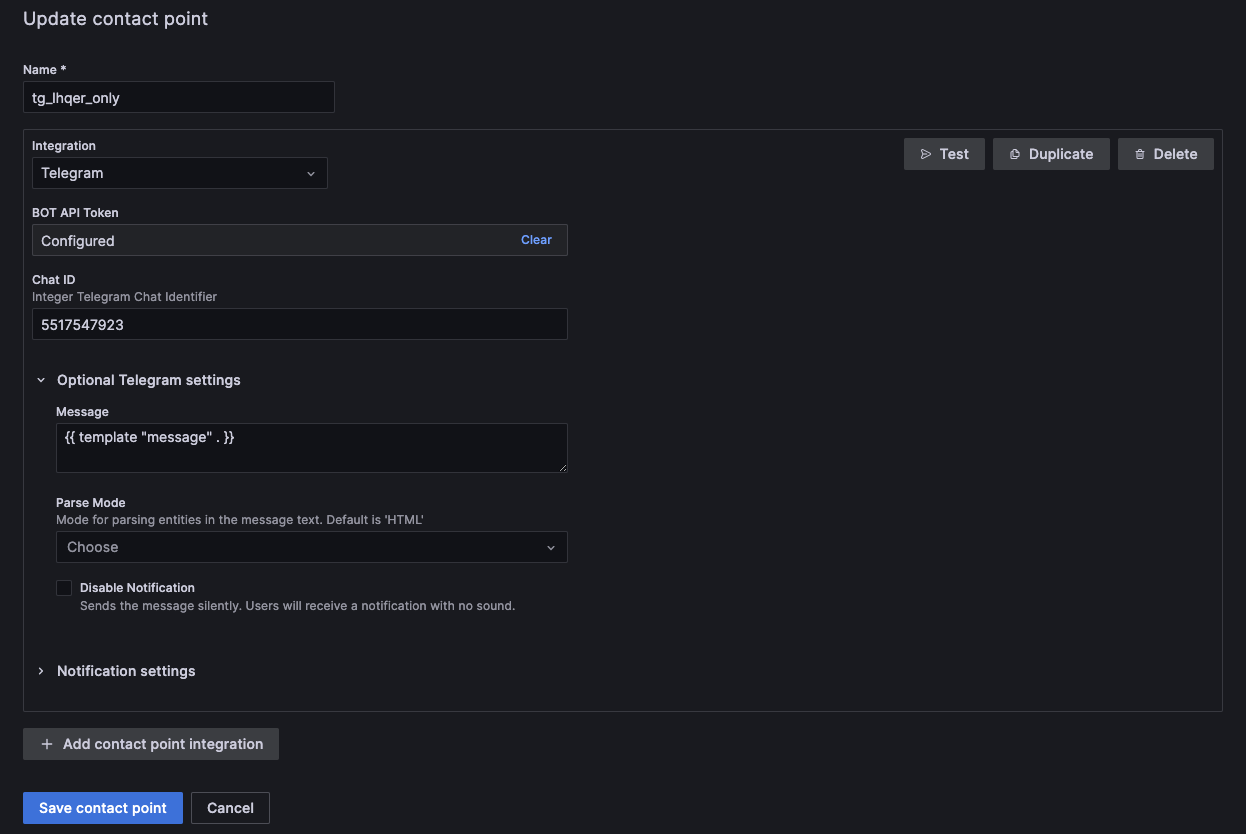 Update contact point
Name *
tg_lhqer_only
Integration
Telegram
Test
Duplicate
Delete
BOT API Token
Configured
Clear
Chat ID
Integer Telegram Chat Identifier
5517547923
Optional Telegram settings
Message
{{ template "message" . }}
Parse Mode
Mode for parsing entities in the message text. Default is 'HTML'
Choose
Disable Notification
Sends the message silently. Users will receive a notification with no sound.
Notification settings
Add contact point integration
Save contact point
Cancel